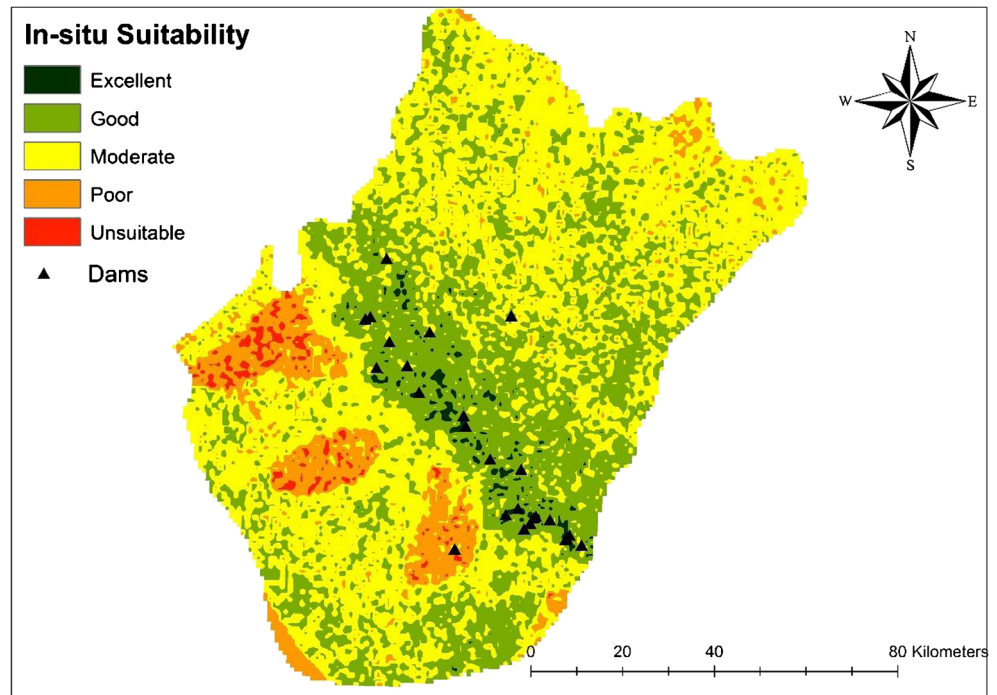 In-situ Suitability
Excellent
Good
Moderate
Poor
Unsuitable
Dams
N
W E
S
0 20 40 80 Kilometers